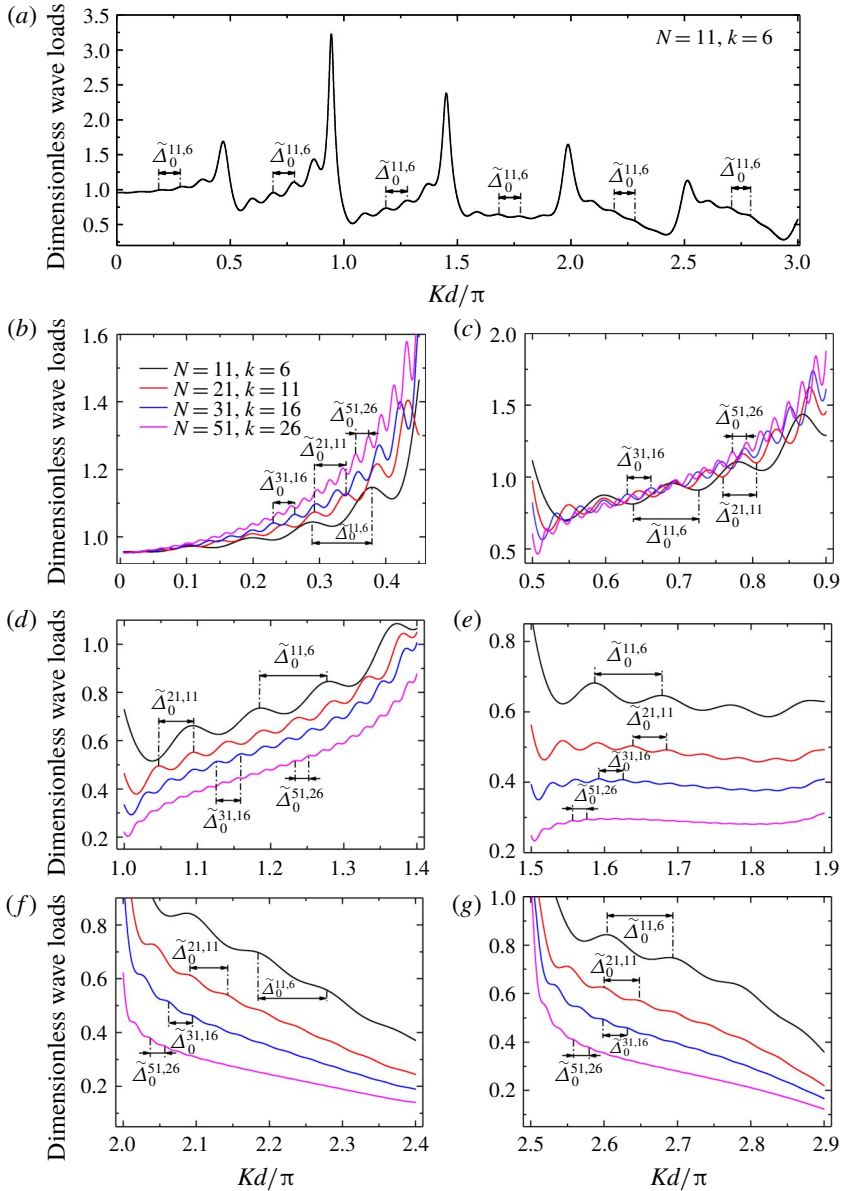 (a)
Dimensionless wave loads
3.5
3.0
2.5
2.0
1.5
1.0
0.5
N = 11, k = 6
Δ̃₀^{11,6} Δ̃₀^{11,6} Δ̃₀^{11,6} Δ̃₀^{11,6} Δ̃₀^{11,6} Δ̃₀^{11,6}
0 0.5 1.0 1.5 2.0 2.5 3.0
Kd/π
(b)
Dimensionless wave loads
1.6
1.4
1.2
1.0
N = 11, k = 6
N = 21, k = 11
N = 31, k = 16
N = 51, k = 26
Δ̃₀^{51,26}
Δ̃₀^{21,11}
Δ̃₀^{31,16}
Δ̃₀^{11,6}
0 0.1 0.2 0.3 0.4
(c)
2.0
1.5
1.0
0.5
Δ̃₀^{51,26}
Δ̃₀^{31,16}
Δ̃₀^{11,6}
Δ̃₀^{21,11}
0.5 0.6 0.7 0.8 0.9
(d)
Dimensionless wave loads
1.0
0.8
0.6
0.4
0.2
Δ̃₀^{11,6}
Δ̃₀^{21,11}
Δ̃₀^{31,16}
Δ̃₀^{51,26}
1.0 1.1 1.2 1.3 1.4
(e)
0.8
0.6
0.4
0.2
Δ̃₀^{11,6}
Δ̃₀^{21,11}
Δ̃₀^{31,16}
Δ̃₀^{51,26}
1.5 1.6 1.7 1.8 1.9
(f)
Dimensionless wave loads
0.8
0.6
0.4
0.2
Δ̃₀^{21,11}
Δ̃₀^{11,6}
Δ̃₀^{31,16}
Δ̃₀^{51,26}
2.0 2.1 2.2 2.3 2.4
Kd/π
(g)
1.0
0.8
0.6
0.4
0.2
Δ̃₀^{11,6}
Δ̃₀^{21,11}
Δ̃₀^{31,16}
Δ̃₀^{51,26}
2.5 2.6 2.7 2.8 2.9
Kd/π